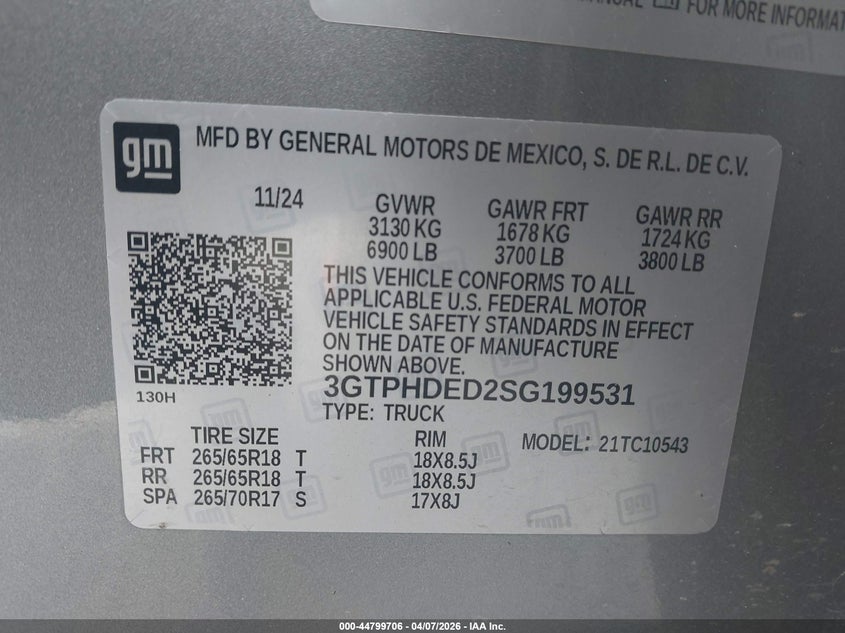 MANUAL FOR MORE INFORMAT
gm
MFD BY GENERAL MOTORS DE MEXICO, S. DE R.L. DE C.V.
11/24
GVWR GAWR FRT GAWR RR
3130 KG 1678 KG 1724 KG
6900 LB 3700 LB 3800 LB
THIS VEHICLE CONFORMS TO ALL
APPLICABLE U.S. FEDERAL MOTOR
VEHICLE SAFETY STANDARDS IN EFFECT
ON THE DATE OF MANUFACTURE
SHOWN ABOVE.
130H
3GTPHDED2SG199531
TYPE: TRUCK
TIRE SIZE RIM MODEL: 21TC10543
FRT 265/65R18 T 18X8.5J
RR 265/65R18 T 18X8.5J
SPA 265/70R17 S 17X8J
000-44799706 - 04/07/2026 - IAA Inc.